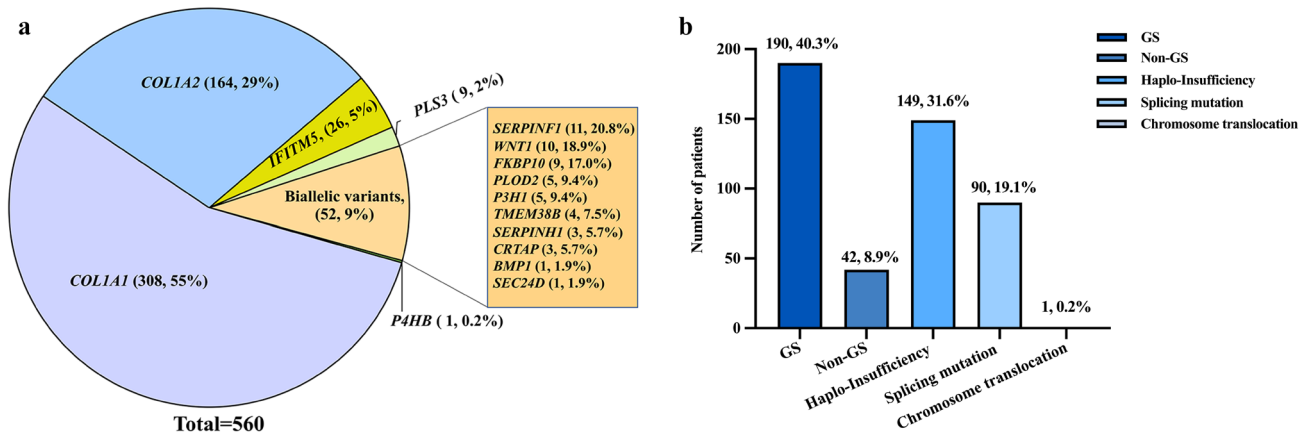 a
COL1A2 (164, 29%)
IFITM5, (26, 5%)
PLS3 ( 9, 2%)
Biallelic variants,
(52, 9%)
SERPINF1 (11, 20.8%)
WNT1 (10, 18.9%)
FKBP10 (9, 17.0%)
PLOD2 (5, 9.4%)
P3H1 (5, 9.4%)
TMEM38B (4, 7.5%)
SERPINH1 (3, 5.7%)
CRTAP (3, 5.7%)
BMP1 (1, 1.9%)
SEC24D (1, 1.9%)
COL1A1 (308, 55%)
P4HB ( 1, 0.2%)
Total=560
b
Number of patients
200
150
100
50
0
190, 40.3%
42, 8.9%
149, 31.6%
90, 19.1%
1, 0.2%
GS
Non-GS
Haplo-Insufficiency
Splicing mutation
Chromosome translocation
GS
Non-GS
Haplo-Insufficiency
Splicing mutation
Chromosome translocation